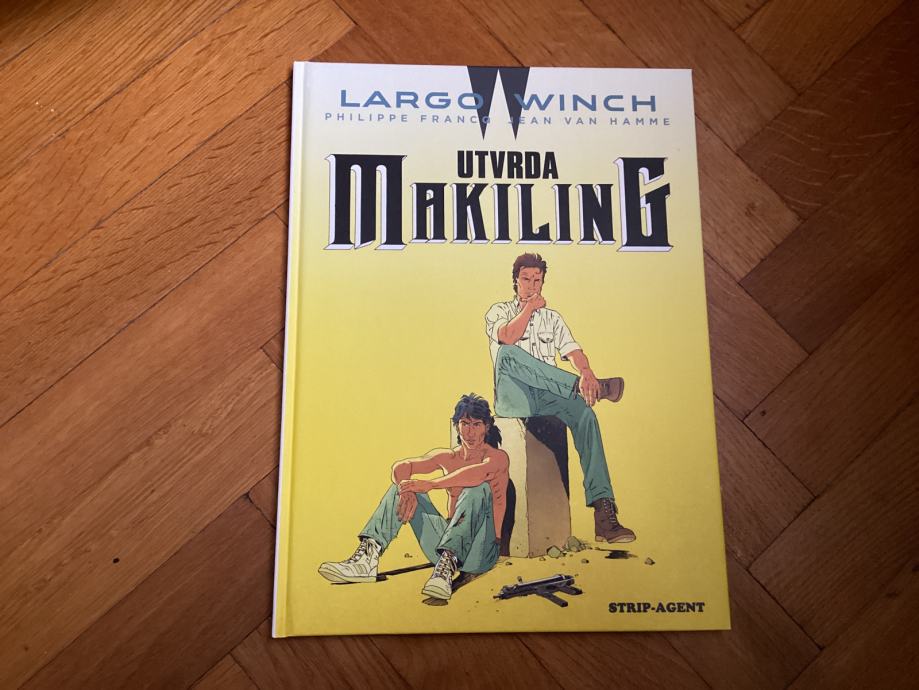 LARGO WINCH
PHILIPPE FRANCQ JEAN VAN HAMME
UTVRDA
MAKILING
STRIP-AGENT